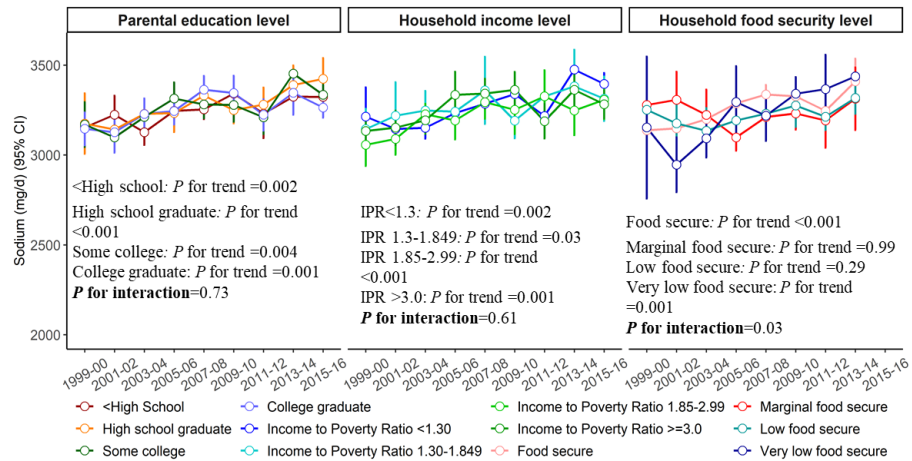 Parental education level
Household income level
Household food security level
Sodium (mg/d) (95% CI)
3500
3000
2500
2000
<High school: P for trend =0.002
High school graduate: P for trend
<0.001
Some college: P for trend =0.004
College graduate: P for trend =0.001
P for interaction=0.73
IPR<1.3: P for trend =0.002
IPR 1.3-1.849: P for trend =0.03
IPR 1.85-2.99: P for trend
<0.001
IPR >3.0: P for trend =0.001
P for interaction=0.61
Food secure: P for trend <0.001
Marginal food secure: P for trend =0.99
Low food secure: P for trend =0.29
Very low food secure: P for trend
=0.001
P for interaction=0.03
1999-00 2001-02 2003-04 2005-06 2007-08 2009-10 2011-12 2013-14 2015-16
1999-00 2001-02 2003-04 2005-06 2007-08 2009-10 2011-12 2013-14 2015-16
1999-00 2001-02 2003-04 2005-06 2007-08 2009-10 2011-12 2013-14 2015-16
<High School
High school graduate
Some college
College graduate
Income to Poverty Ratio <1.30
Income to Poverty Ratio 1.30-1.849
Income to Poverty Ratio 1.85-2.99
Income to Poverty Ratio >=3.0
Food secure
Marginal food secure
Low food secure
Very low food secure